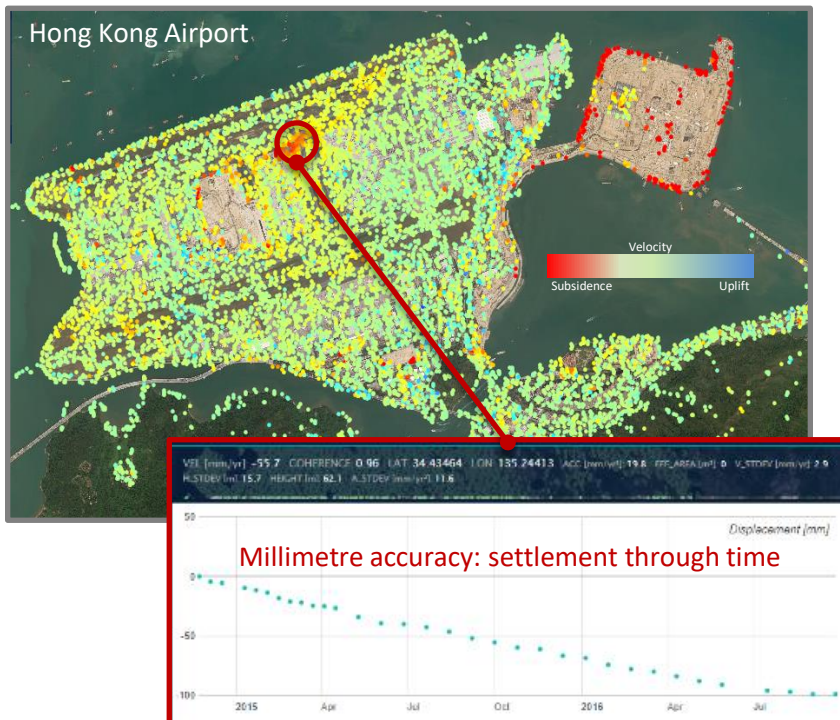 Hong Kong Airport
Velocity
Subsidence Uplift
VEL [mm/yr] -55.7 COHERENCE 0.96 LAT 34.43464 LON 135.24413 ACC [mm/yr²] 19.8 EFF_AREA [m²] 0 V_STDEV [mm/yr] 2.9
H_STDEV [m] 15.7 HEIGHT [m] 62.1 A_STDEV [mm/yr²] 11.6
50
Displacement [mm]
Millimetre accuracy: settlement through time
0
-50
-100
2015 Apr Jul Oct 2016 Apr Jul